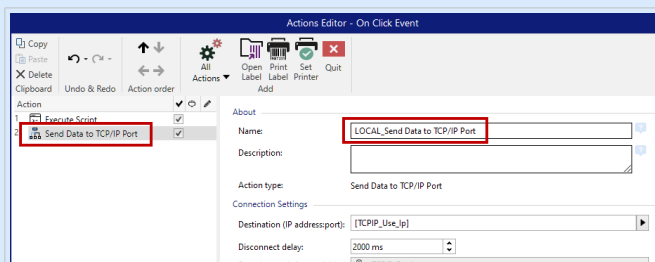 Actions Editor - On Click Event
Copy
Paste
Delete
Clipboard
Undo & Redo
Action order
All
Actions
Open
Label
Print
Label
Set
Printer
Quit
Add
Action
1 Execute Script
2 Send Data to TCP/IP Port
About
Name: LOCAL_Send Data to TCP/IP Port
Description:
Action type: Send Data to TCP/IP Port
Connection Settings
Destination (IP address:port): [TCPIP_Use_Ip]
Disconnect delay: 2000 ms